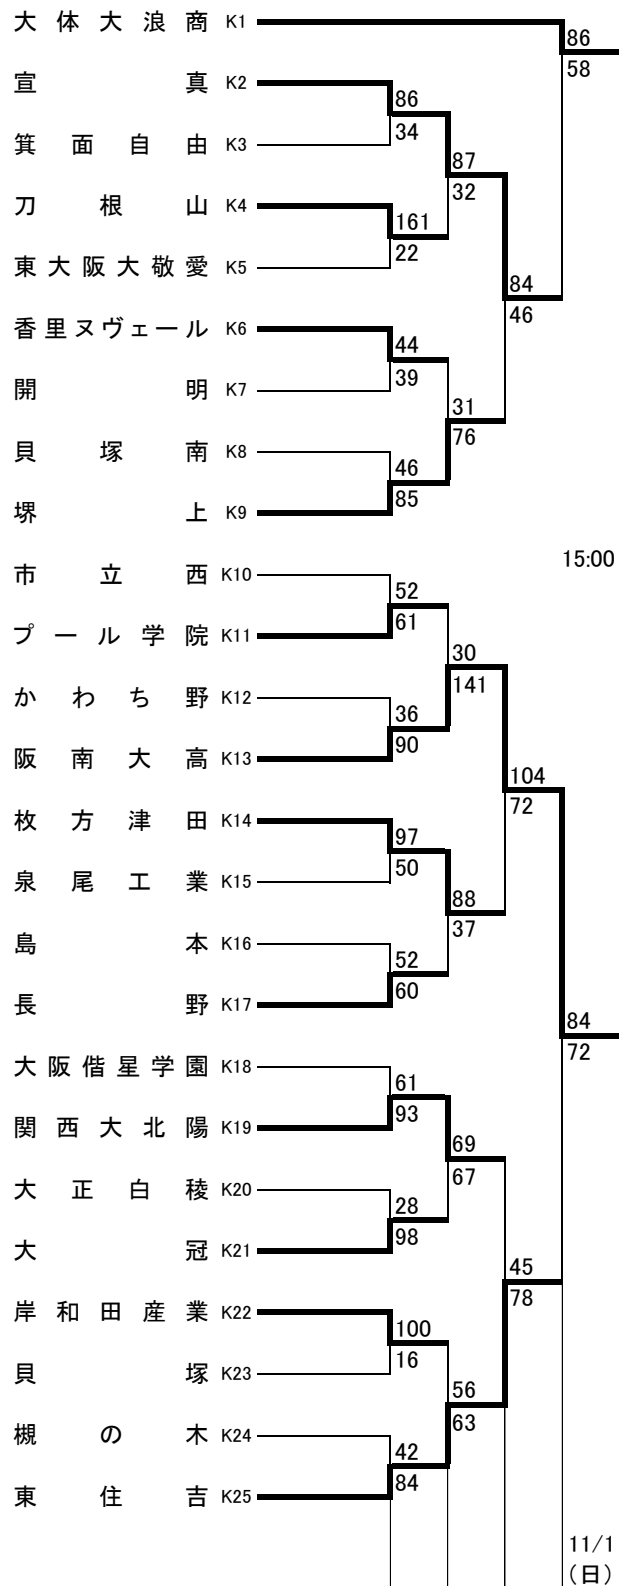 大体大浪商 K1
86
58
宣真 K2
86
34
箕面自由 K3
87
32
刀根山 K4
161
22
東大阪大敬愛 K5
84
46
香里ヌヴェール K6
44
39
開明 K7
31
76
貝塚南 K8
46
85
堺上 K9
15:00
市立西 K10
52
61
プール学院 K11
30
141
かわち野 K12
36
90
阪南大高 K13
104
72
枚方津田 K14
97
50
泉尾工業 K15
88
37
島本 K16
52
60
長野 K17
84
72
大阪偕星学園 K18
61
93
関西大北陽 K19
69
67
大正白稜 K20
28
98
大冠 K21
45
78
岸和田産業 K22
100
16
貝塚 K23
56
63
槻の木 K24
42
84
東住吉 K25
11/1
（日）